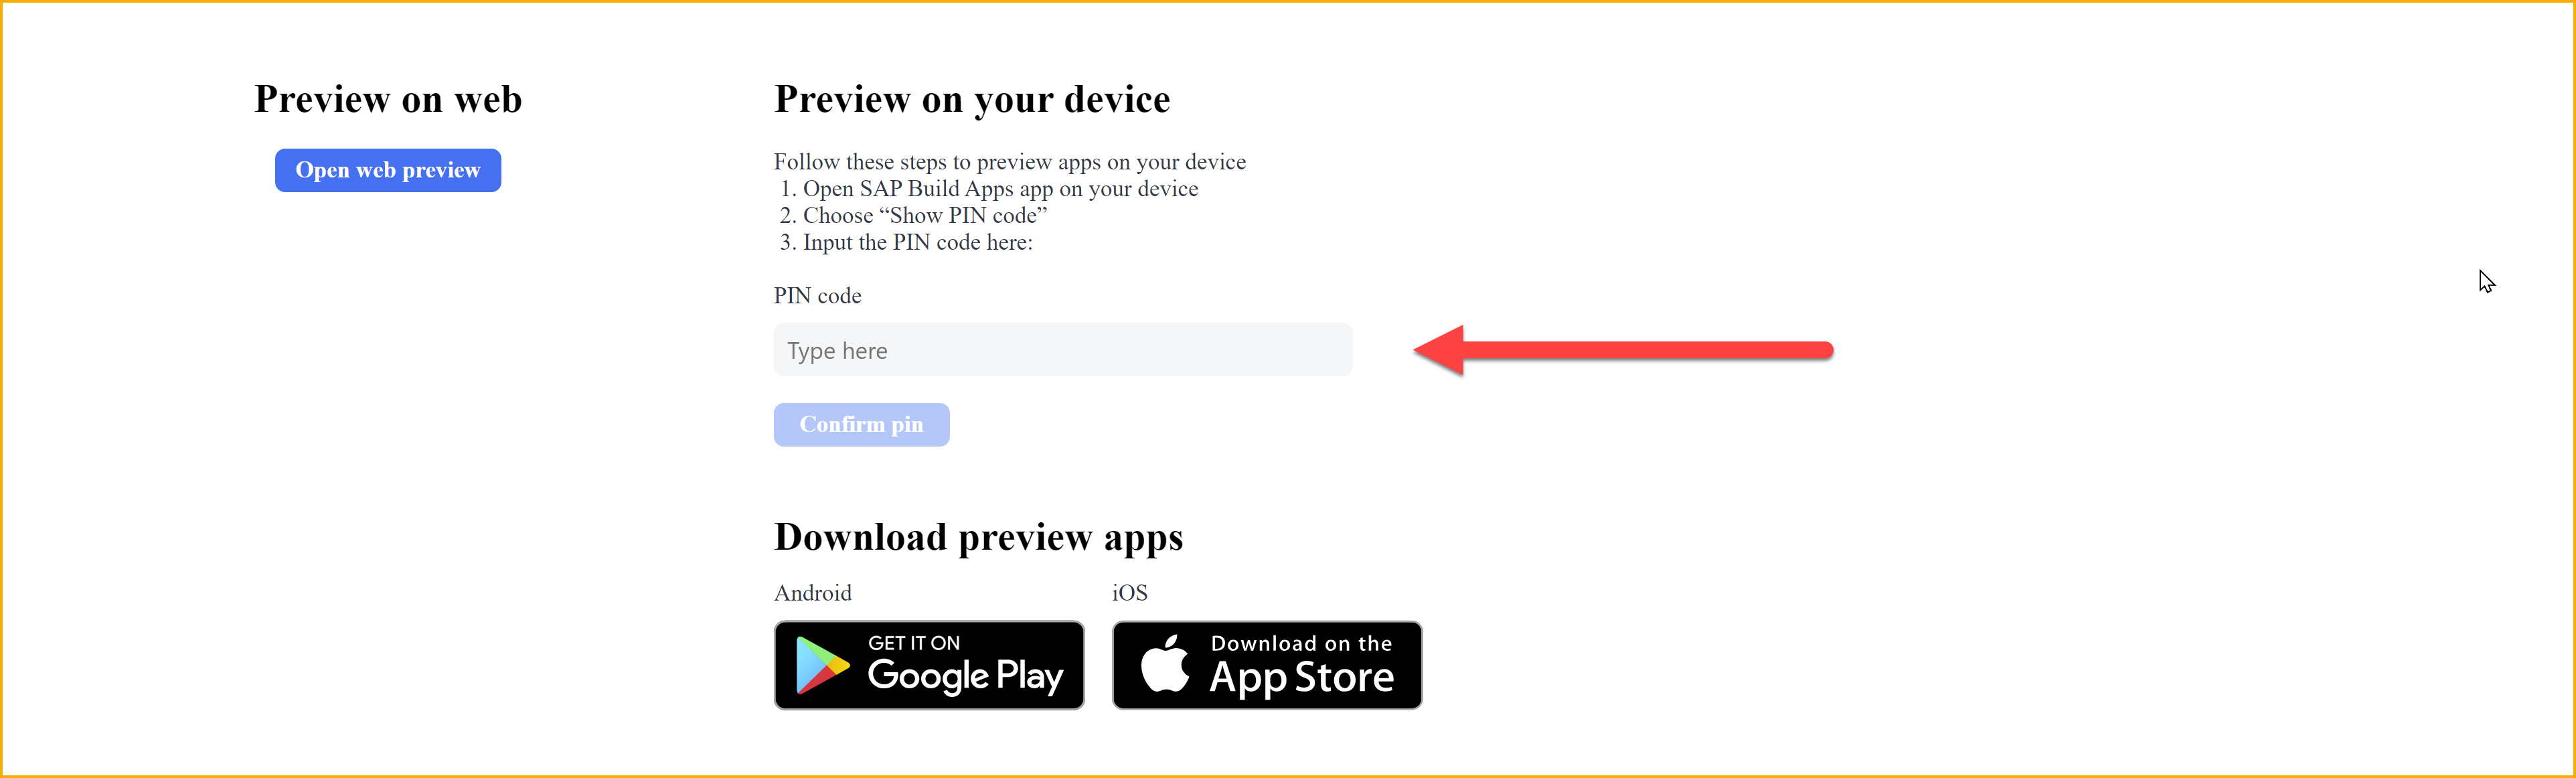 Preview on web
Open web preview
Preview on your device
Follow these steps to preview apps on your device
1. Open SAP Build Apps app on your device
2. Choose “Show PIN code”
3. Input the PIN code here:
PIN code
Type here
Confirm pin
Download preview apps
Android
GET IT ON
Google Play
iOS
Download on the
App Store